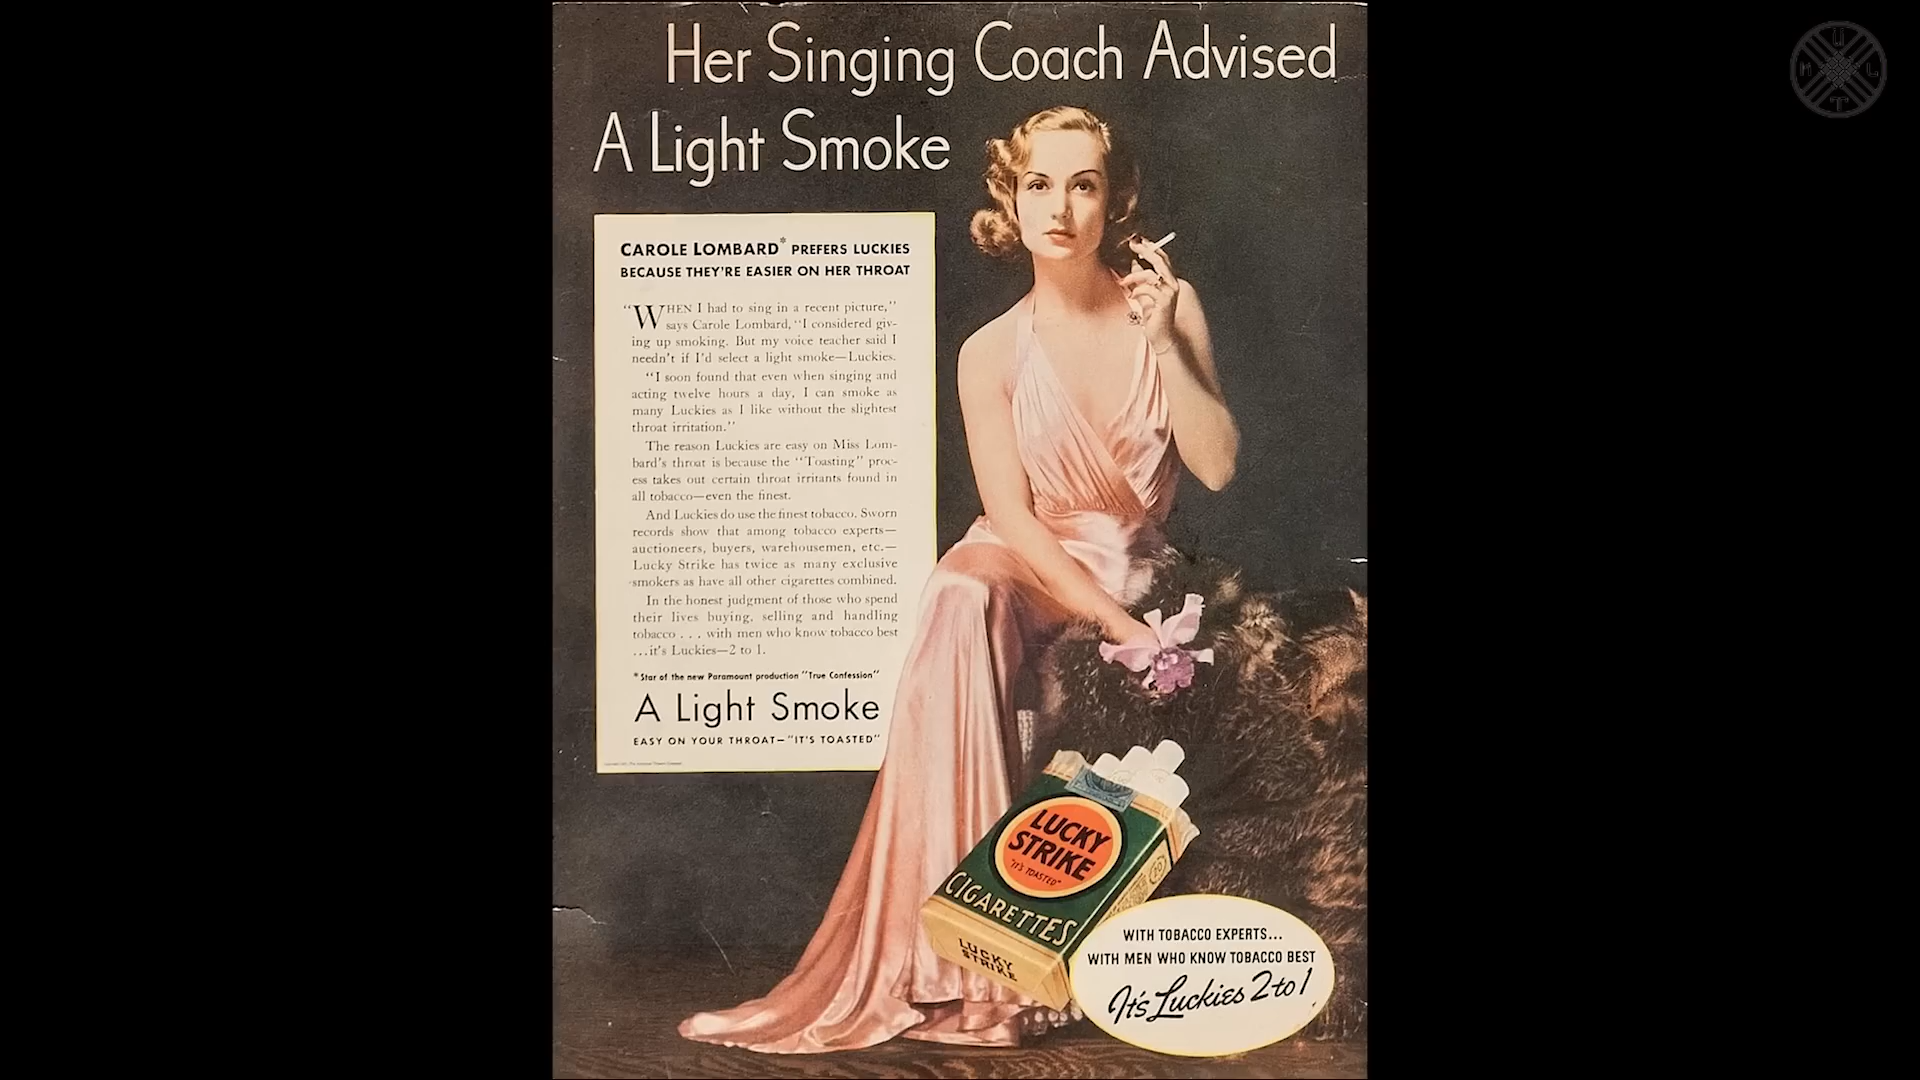 Her Singing Coach Advised
A Light Smoke
CAROLE LOMBARD* PREFERS LUCKIES
BECAUSE THEY'RE EASIER ON HER THROAT
"WHEN I had to sing in a recent picture,"
says Carole Lombard, "I considered giv-
ing up smoking. But my voice teacher said I
needn't if I'd select a light smoke—Luckies.
"I soon found that even when singing and
acting twelve hours a day, I can smoke as
many Luckies as I like without the slightest
throat irritation."
The reason Luckies are easy on Miss Lom-
bard's throat is because the "Toasting" proc-
ess takes out certain throat irritants found in
all tobacco—even the finest.
And Luckies do use the finest tobacco. Sworn
records show that among tobacco experts—
auctioneers, buyers, warehousemen, etc.—
Lucky Strike has twice as many exclusive
smokers as have all other cigarettes combined.
In the honest judgment of those who spend
their lives buying, selling and handling
tobacco . . . with men who know tobacco best
...it's Luckies—2 to 1.
*Star of the new Paramount production "True Confession"
A Light Smoke
EASY ON YOUR THROAT—"IT'S TOASTED"
LUCKY
STRIKE
"IT'S TOASTED"
CIGARETTES
LUCKY
STRIKE
WITH TOBACCO EXPERTS...
WITH MEN WHO KNOW TOBACCO BEST
It's Luckies 2 to 1